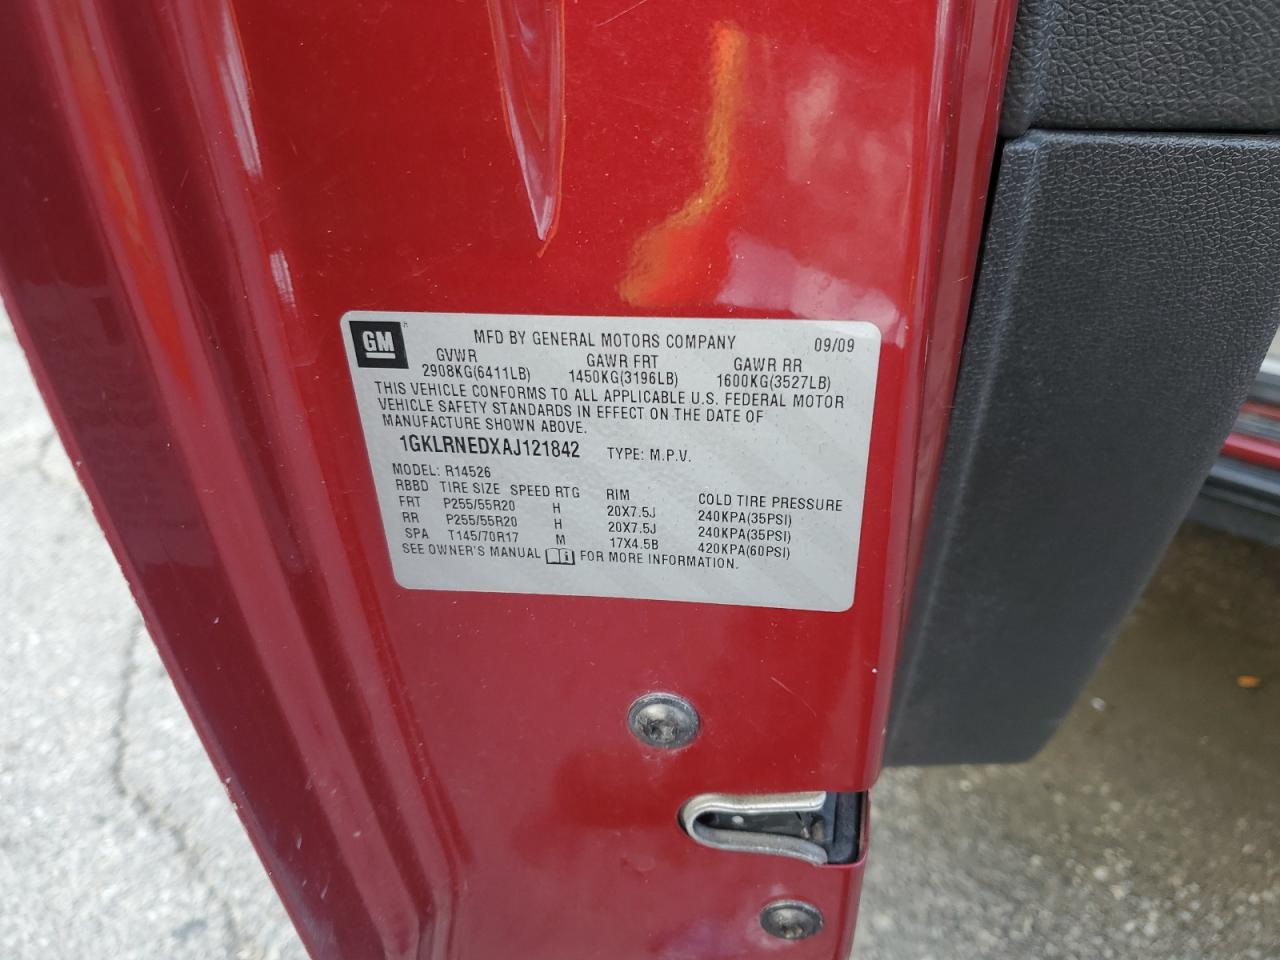 GM
MFD BY GENERAL MOTORS COMPANY 09/09
GVWR GAWR FRT GAWR RR
2908KG(6411LB) 1450KG(3196LB) 1600KG(3527LB)
THIS VEHICLE CONFORMS TO ALL APPLICABLE U.S. FEDERAL MOTOR
VEHICLE SAFETY STANDARDS IN EFFECT ON THE DATE OF
MANUFACTURE SHOWN ABOVE.
1GKLRNEDXAJ121842 TYPE: M.P.V.
MODEL: R14526
RBBD TIRE SIZE SPEED RTG RIM COLD TIRE PRESSURE
FRT P255/55R20 H 20X7.5J 240KPA(35PSI)
RR P255/55R20 H 20X7.5J 240KPA(35PSI)
SPA T145/70R17 M 17X4.5B 420KPA(60PSI)
SEE OWNER'S MANUAL FOR MORE INFORMATION.